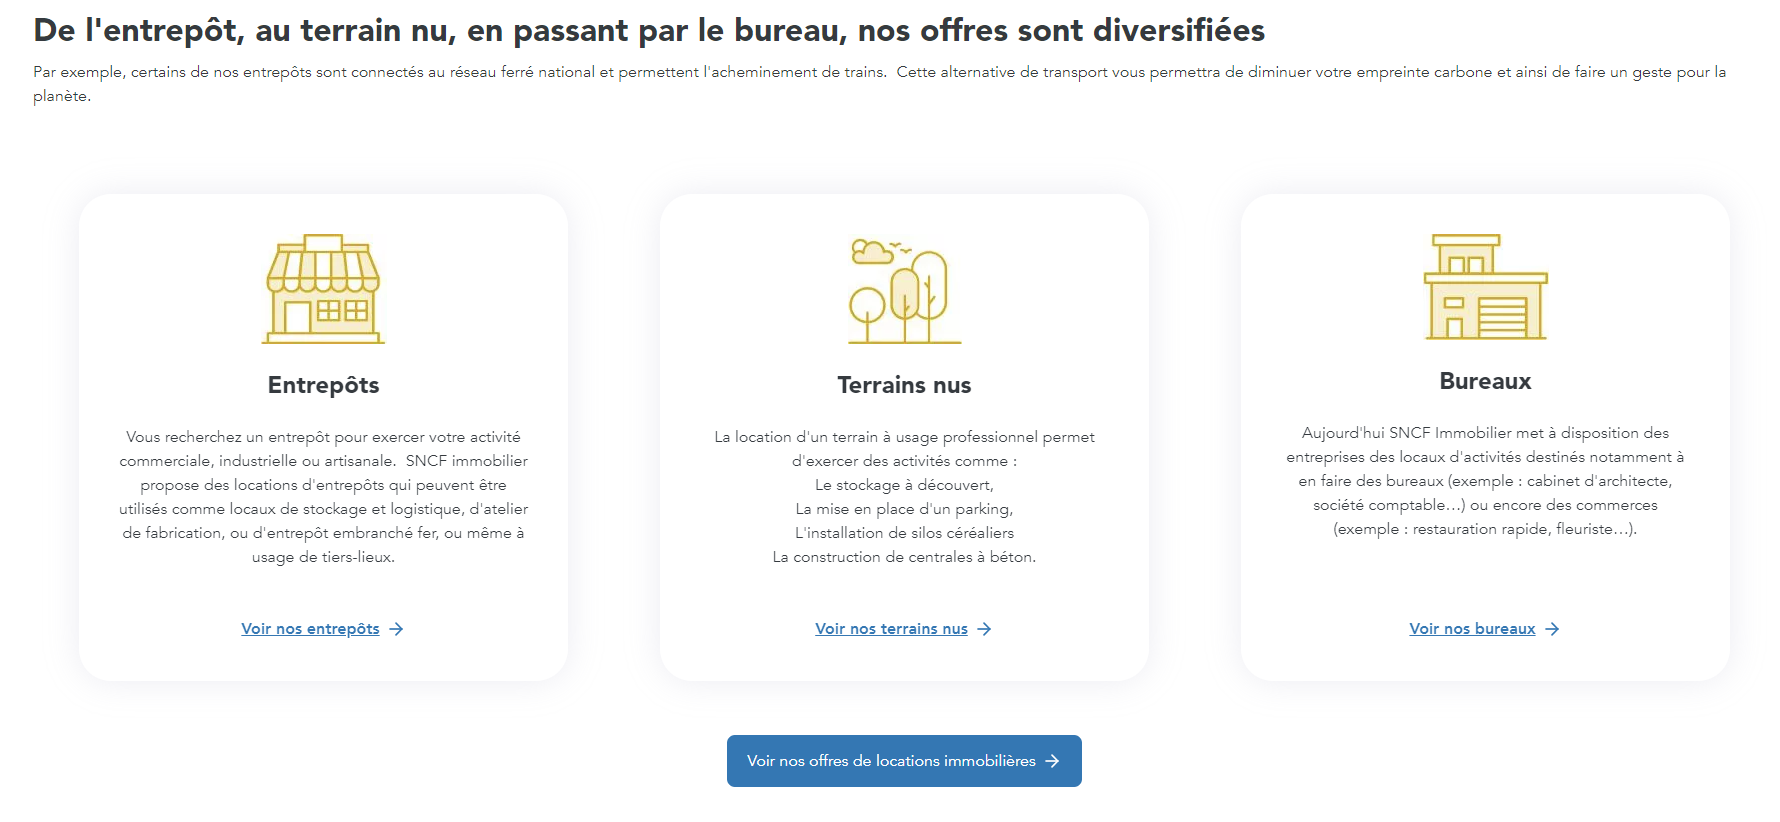 De l'entrepôt, au terrain nu, en passant par le bureau, nos offres sont diversifiées
Par exemple, certains de nos entrepôts sont connectés au réseau ferré national et permettent l'acheminement de trains.  Cette alternative de transport vous permettra de diminuer votre empreinte carbone et ainsi de faire un geste pour la
planète.
Entrepôts
Vous recherchez un entrepôt pour exercer votre activité
commerciale, industrielle ou artisanale.  SNCF immobilier
propose des locations d'entrepôts qui peuvent être
utilisés comme locaux de stockage et logistique, d'atelier
de fabrication, ou d'entrepôt embranché fer, ou même à
usage de tiers-lieux.
Voir nos entrepôts →
Terrains nus
La location d'un terrain à usage professionnel permet
d'exercer des activités comme :
Le stockage à découvert,
La mise en place d'un parking,
L'installation de silos céréaliers
La construction de centrales à béton.
Voir nos terrains nus →
Bureaux
Aujourd'hui SNCF Immobilier met à disposition des
entreprises des locaux d'activités destinés notamment à
en faire des bureaux (exemple : cabinet d'architecte,
société comptable…) ou encore des commerces
(exemple : restauration rapide, fleuriste…).
Voir nos bureaux →
Voir nos offres de locations immobilières →